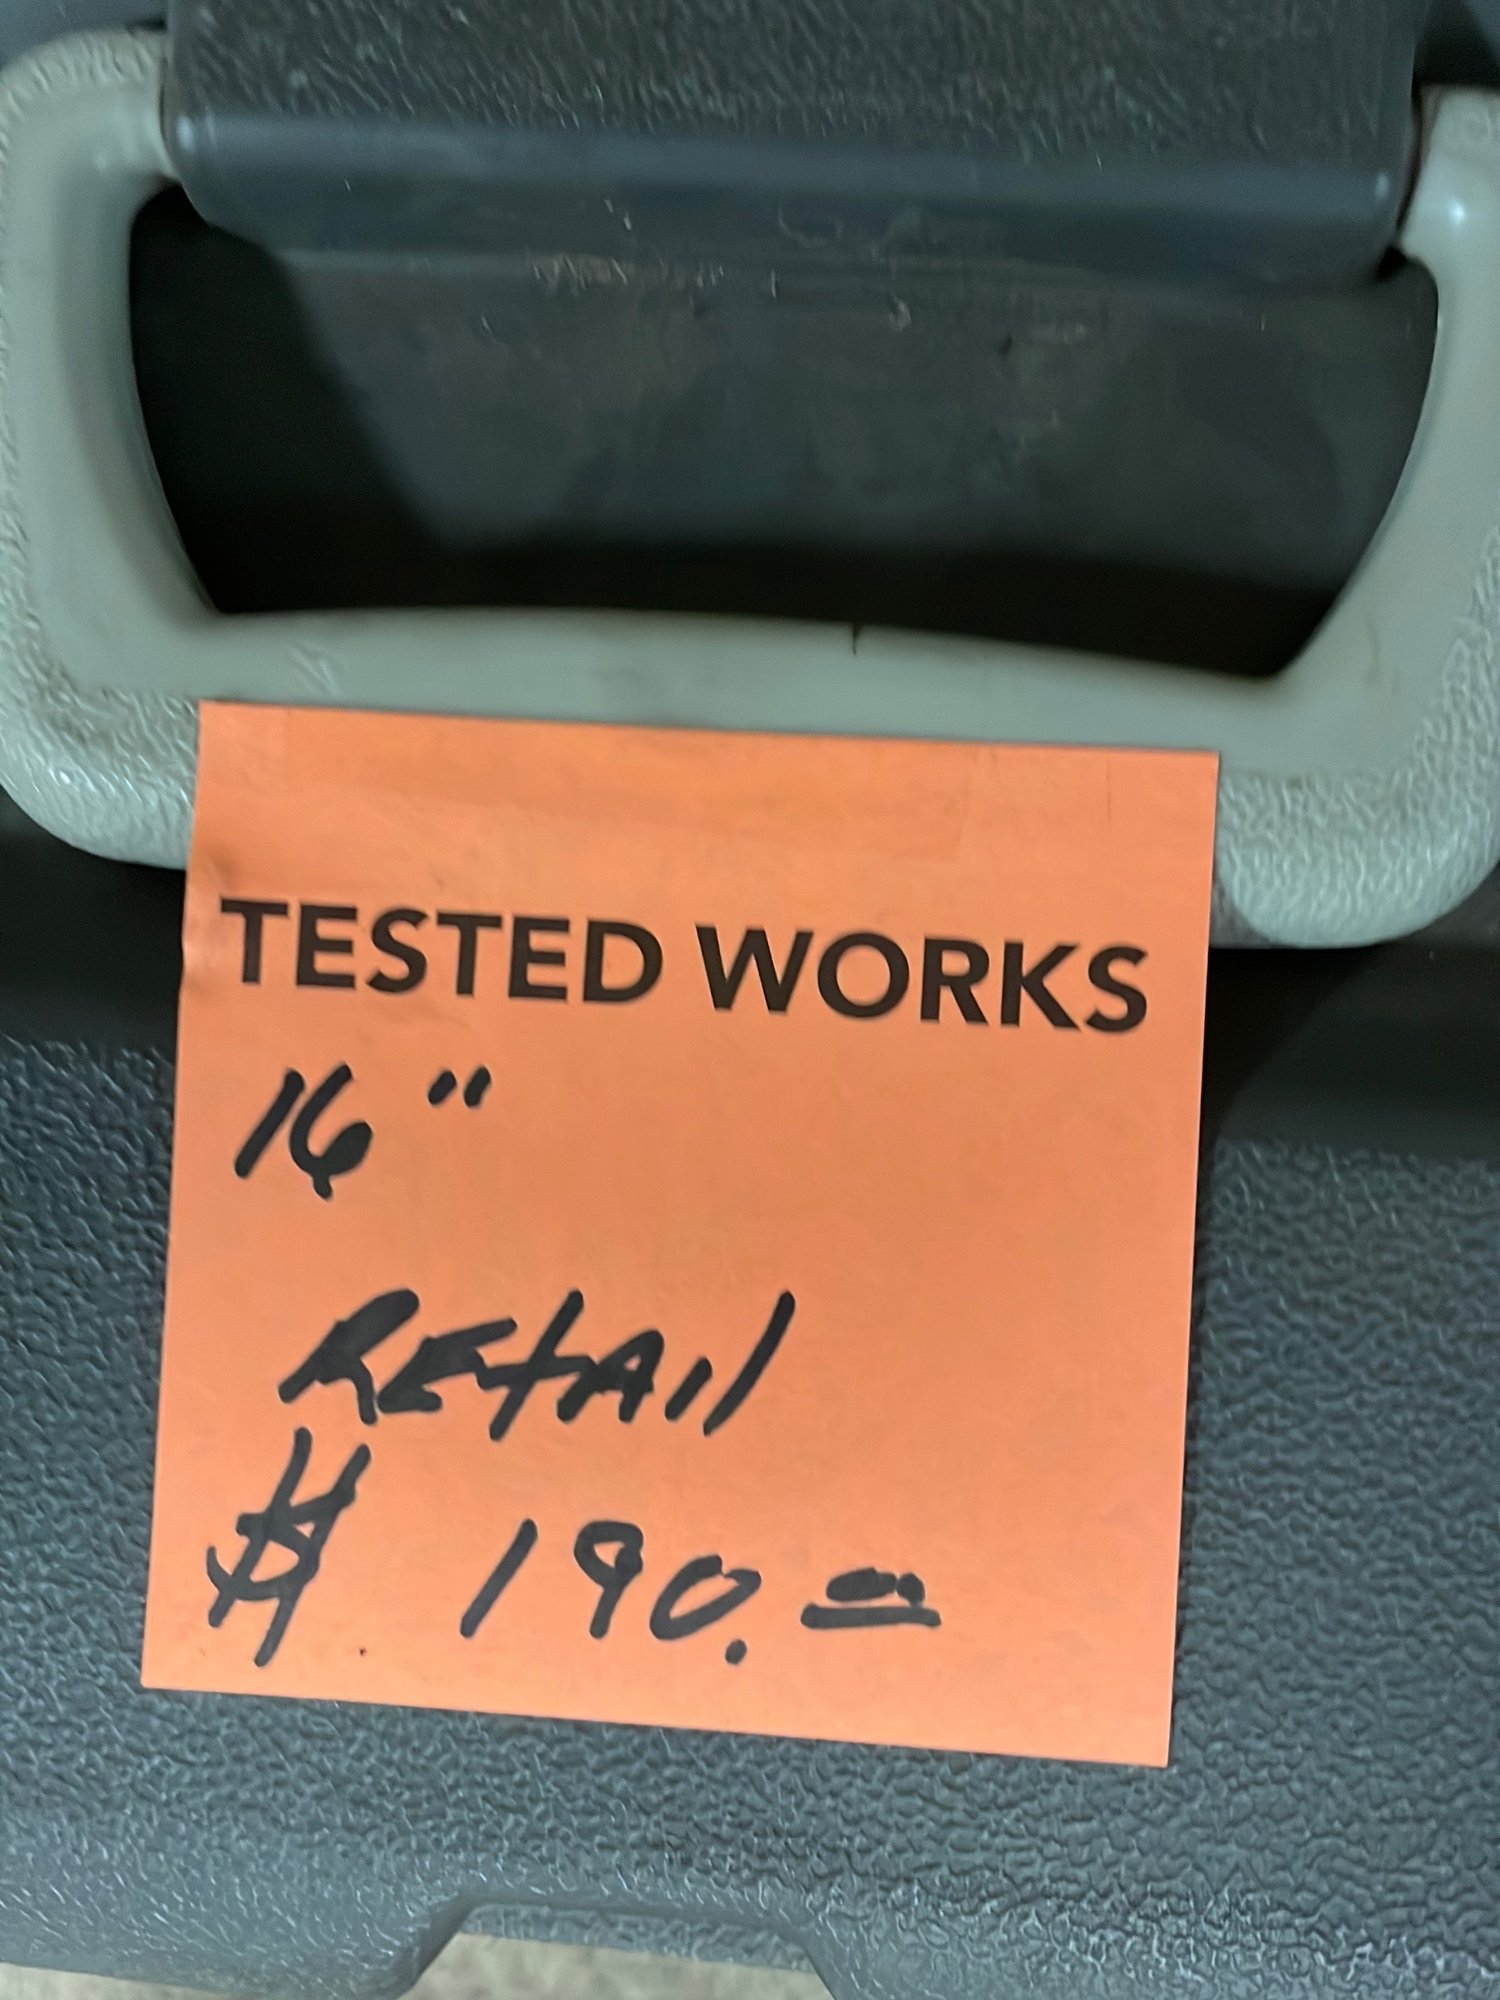 TESTED WORKS
16"
RETAIL
$ 190.00